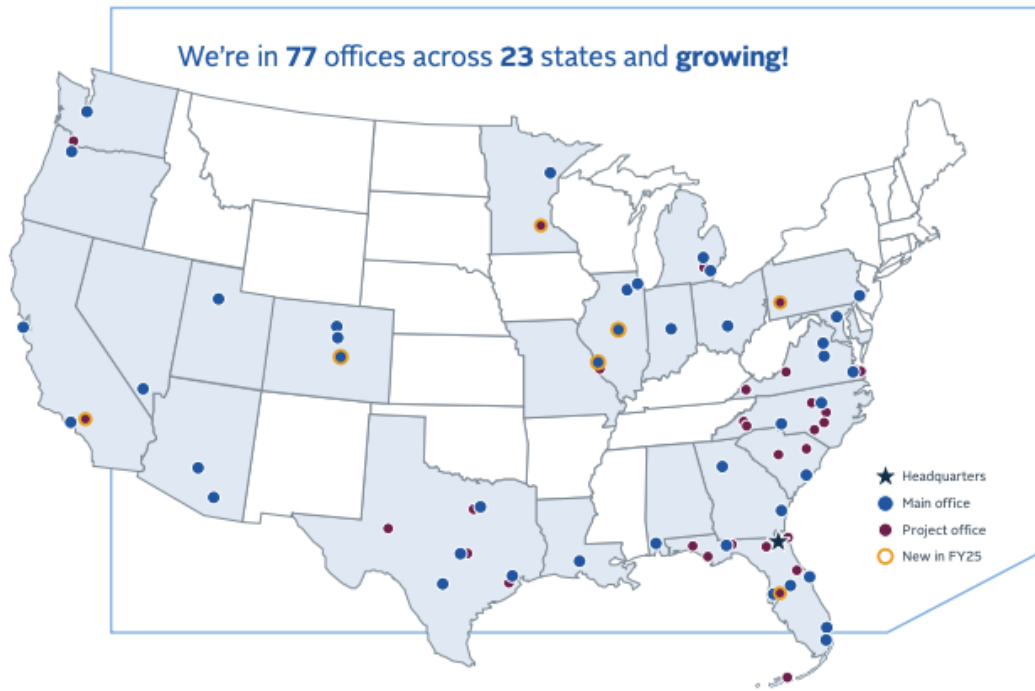 We're in 77 offices across 23 states and growing!
Headquarters
Main office
Project office
New in FY25